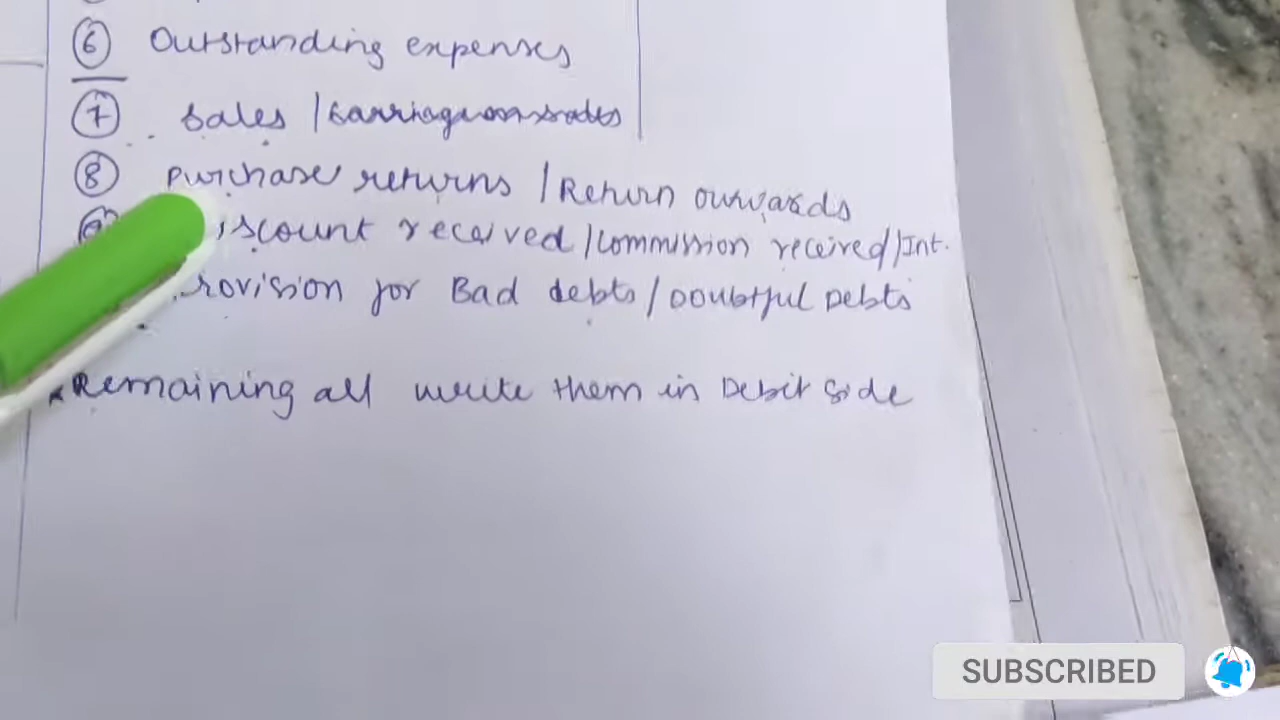 6 Outstanding expenses
7 Sales /
8 Purchase returns / Return outwards
iscount received / Commission received / Int.
rovision for Bad debts / Doubtful Debts
Remaining all write them in Debit side
SUBSCRIBED